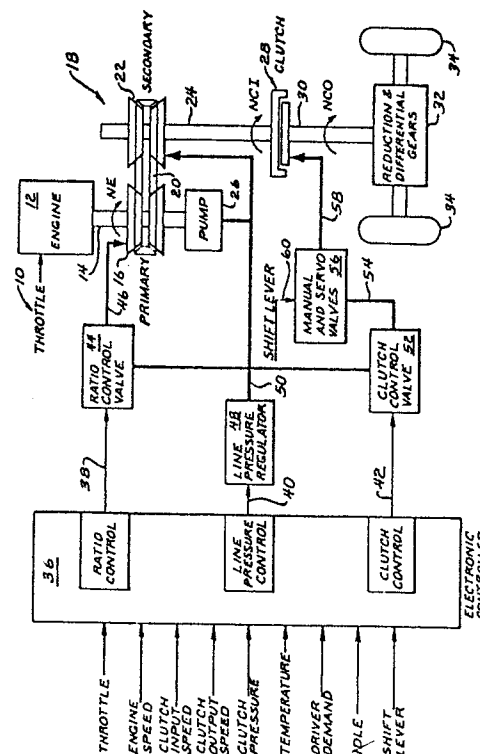 THROTTLE
10
12
ENGINE
14
NE
16
PRIMARY
18
20
22
SECONDARY
24
PUMP
26
NCI
28
CLUTCH
30
NCO
REDUCTION &
DIFFERENTIAL
GEARS
32
34
34
46
RATIO
CONTROL
VALVE
44
SHIFT LEVER
60
MANUAL
AND SERVO
VALVES
56
58
54
50
LINE
PRESSURE
REGULATOR
48
CLUTCH
CONTROL
VALVE
52
38
40
42
36
RATIO
CONTROL
LINE
PRESSURE
CONTROL
CLUTCH
CONTROL
ELECTRONIC
THROTTLE
ENGINE
SPEED
CLUTCH
INPUT
SPEED
CLUTCH
OUTPUT
SPEED
CLUTCH
PRESSURE
TEMPERATURE
DRIVER
DEMAND
IDLE
SHIFT
LEVER